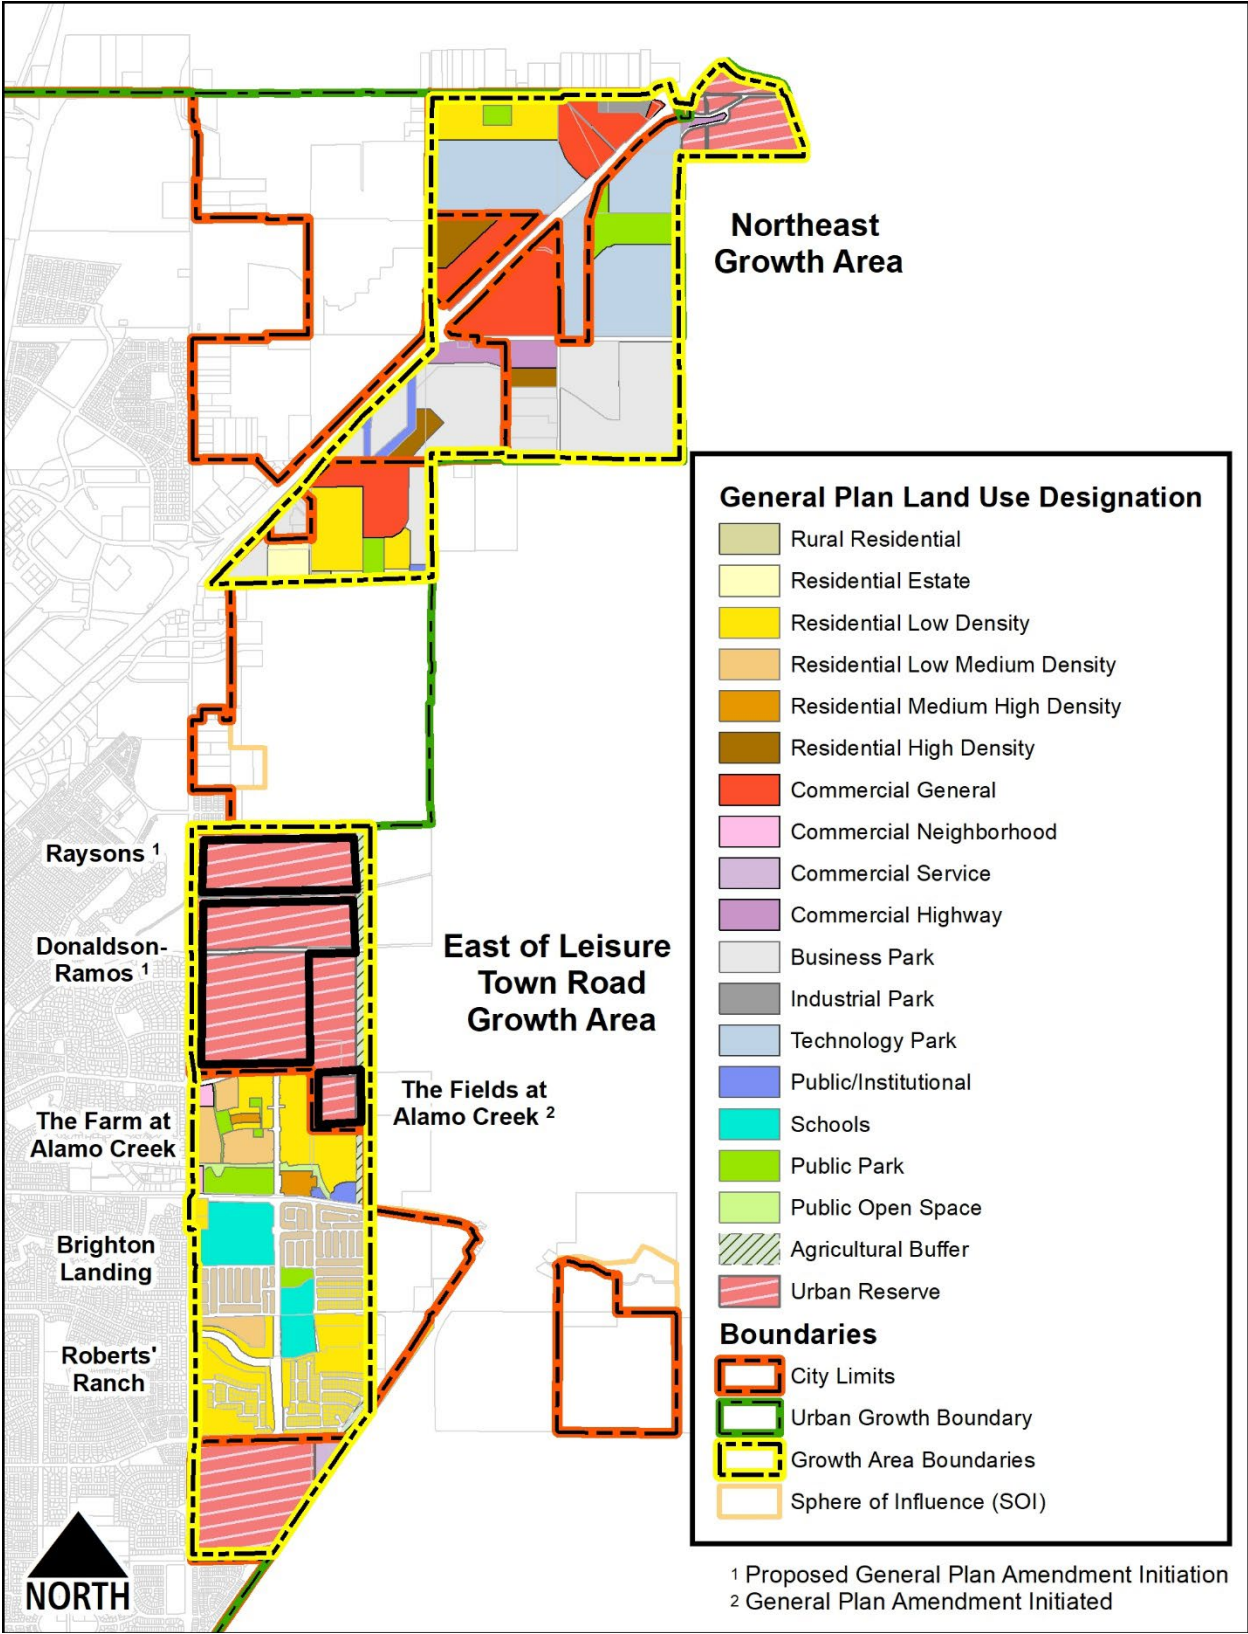 Northeast
Growth Area
General Plan Land Use Designation
Rural Residential
Residential Estate
Residential Low Density
Residential Low Medium Density
Residential Medium High Density
Residential High Density
Commercial General
Commercial Neighborhood
Commercial Service
Commercial Highway
Business Park
Industrial Park
Technology Park
Public/Institutional
Schools
Public Park
Public Open Space
Agricultural Buffer
Urban Reserve
Boundaries
City Limits
Urban Growth Boundary
Growth Area Boundaries
Sphere of Influence (SOI)
Raysons ¹
Donaldson-
Ramos ¹
East of Leisure
Town Road
Growth Area
The Fields at
Alamo Creek ²
The Farm at
Alamo Creek
Brighton
Landing
Roberts'
Ranch
NORTH
¹ Proposed General Plan Amendment Initiation
² General Plan Amendment Initiated